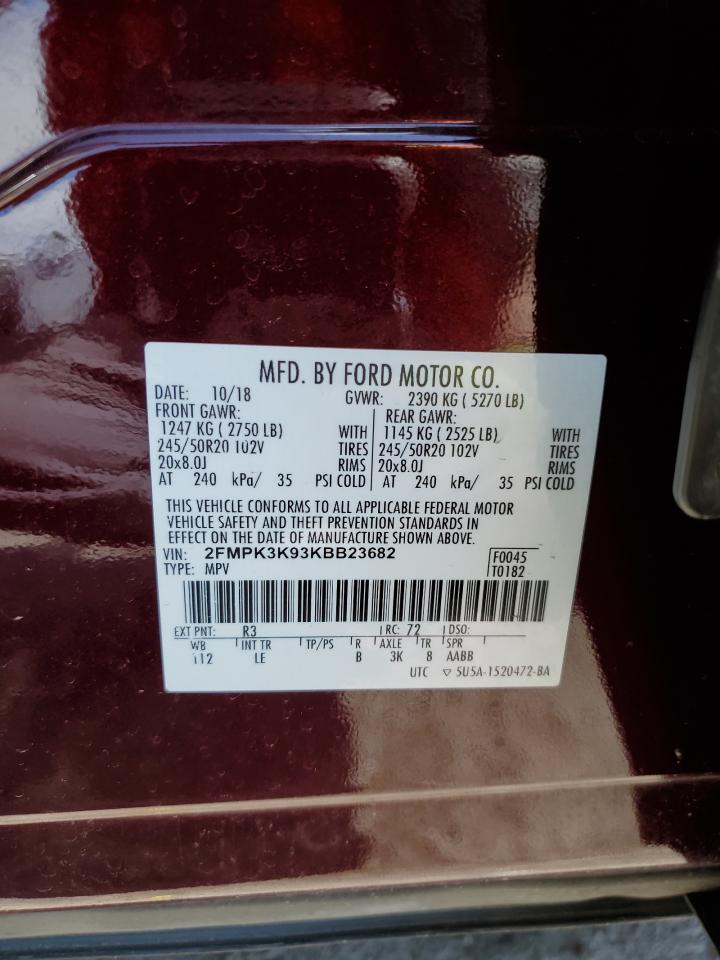 MFD. BY FORD MOTOR CO.
DATE: 10/18 GVWR: 2390 KG ( 5270 LB)
FRONT GAWR: REAR GAWR:
1247 KG ( 2750 LB) WITH 1145 KG ( 2525 LB) WITH
245/50R20 102V TIRES 245/50R20 102V TIRES
20x8.0J RIMS 20x8.0J RIMS
AT 240 kPa/ 35 PSI COLD AT 240 kPa/ 35 PSI COLD
THIS VEHICLE CONFORMS TO ALL APPLICABLE FEDERAL MOTOR
VEHICLE SAFETY AND THEFT PREVENTION STANDARDS IN
EFFECT ON THE DATE OF MANUFACTURE SHOWN ABOVE.
VIN: 2FMPK3K93KBB23682 F0045
TYPE: MPV T0182
EXT PNT: R3 RC: 72 DSO:
WB INT TR TP/PS R AXLE TR SPR
112 LE B 3K 8 AABB
UTC ▽ 5U5A-1520472-BA